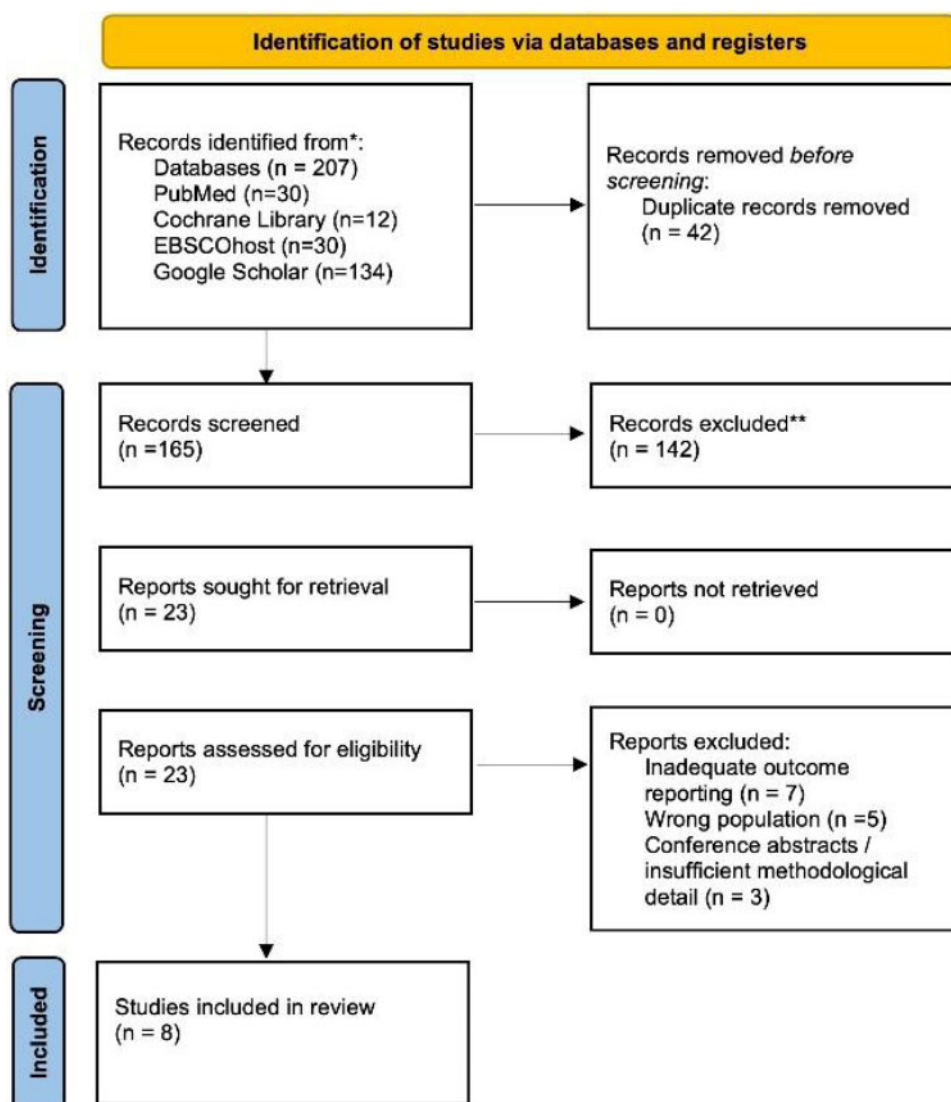 Identification of studies via databases and registers
Identification
Records identified from*:
Databases (n = 207)
PubMed (n=30)
Cochrane Library (n=12)
EBSCOhost (n=30)
Google Scholar (n=134)
Records removed before
screening:
Duplicate records removed
(n = 42)
Screening
Records screened
(n =165)
Records excluded**
(n = 142)
Reports sought for retrieval
(n = 23)
Reports not retrieved
(n = 0)
Reports assessed for eligibility
(n = 23)
Reports excluded:
Inadequate outcome
reporting (n = 7)
Wrong population (n =5)
Conference abstracts /
insufficient methodological
detail (n = 3)
Included
Studies included in review
(n = 8)